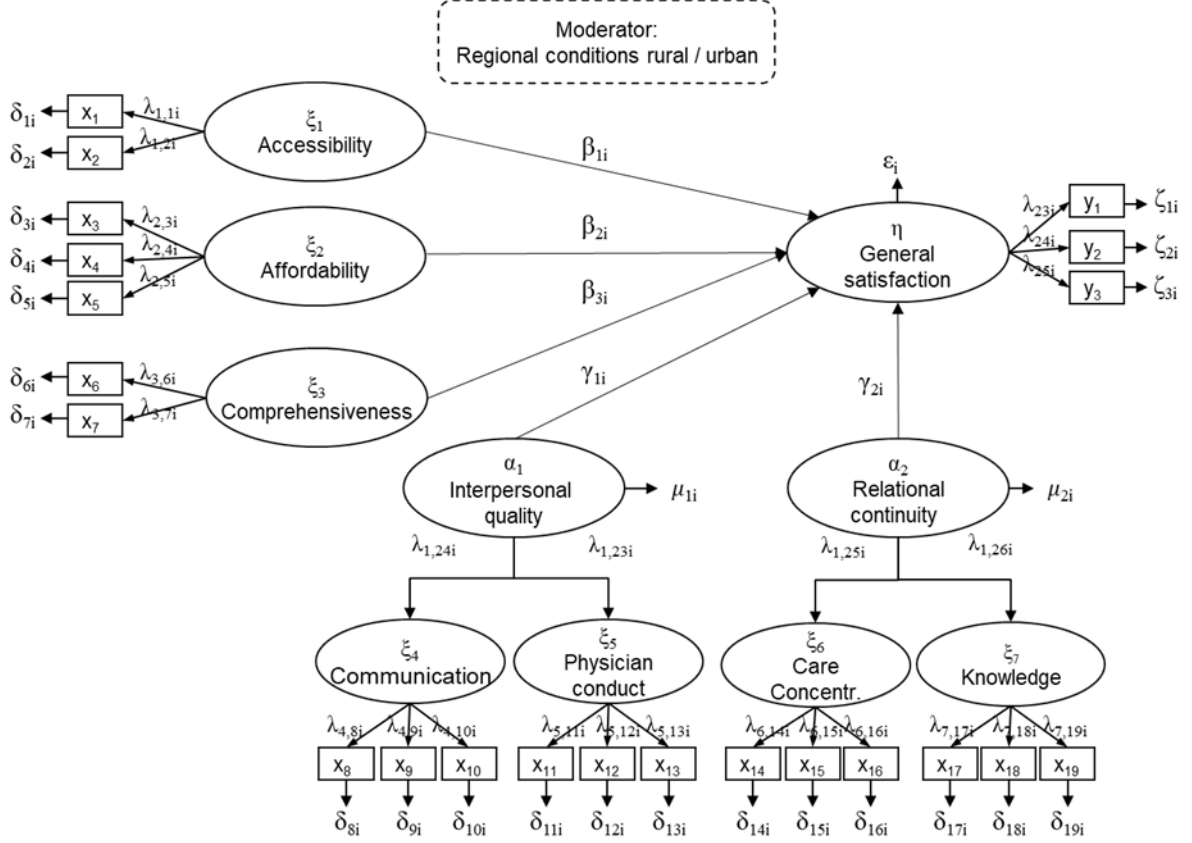 Moderator:
Regional conditions rural / urban
δ1i
x1
λ1,1i
δ2i
x2
λ1,2i
ξ1
Accessibility
β1i
δ3i
x3
λ2,3i
δ4i
x4
λ2,4i
δ5i
x5
λ2,5i
ξ2
Affordability
β2i
δ6i
x6
λ3,6i
δ7i
x7
λ3,7i
ξ3
Comprehensiveness
β3i
εi
η
General
satisfaction
λ23i
y1
ζ1i
λ24i
y2
ζ2i
λ25i
y3
ζ3i
γ1i
γ2i
α1
Interpersonal
quality
μ1i
α2
Relational
continuity
μ2i
λ1,24i
λ1,23i
λ1,25i
λ1,26i
ξ4
Communication
ξ5
Physician
conduct
ξ6
Care
Concentr.
ξ7
Knowledge
λ4,8i λ4,9i λ4,10i
λ5,11i λ5,12i λ5,13i
λ6,14i λ6,15i λ6,16i
λ7,17i λ7,18i λ7,19i
x8 x9 x10 x11 x12 x13 x14 x15 x16 x17 x18 x19
δ8i δ9i δ10i δ11i δ12i δ13i δ14i δ15i δ16i δ17i δ18i δ19i